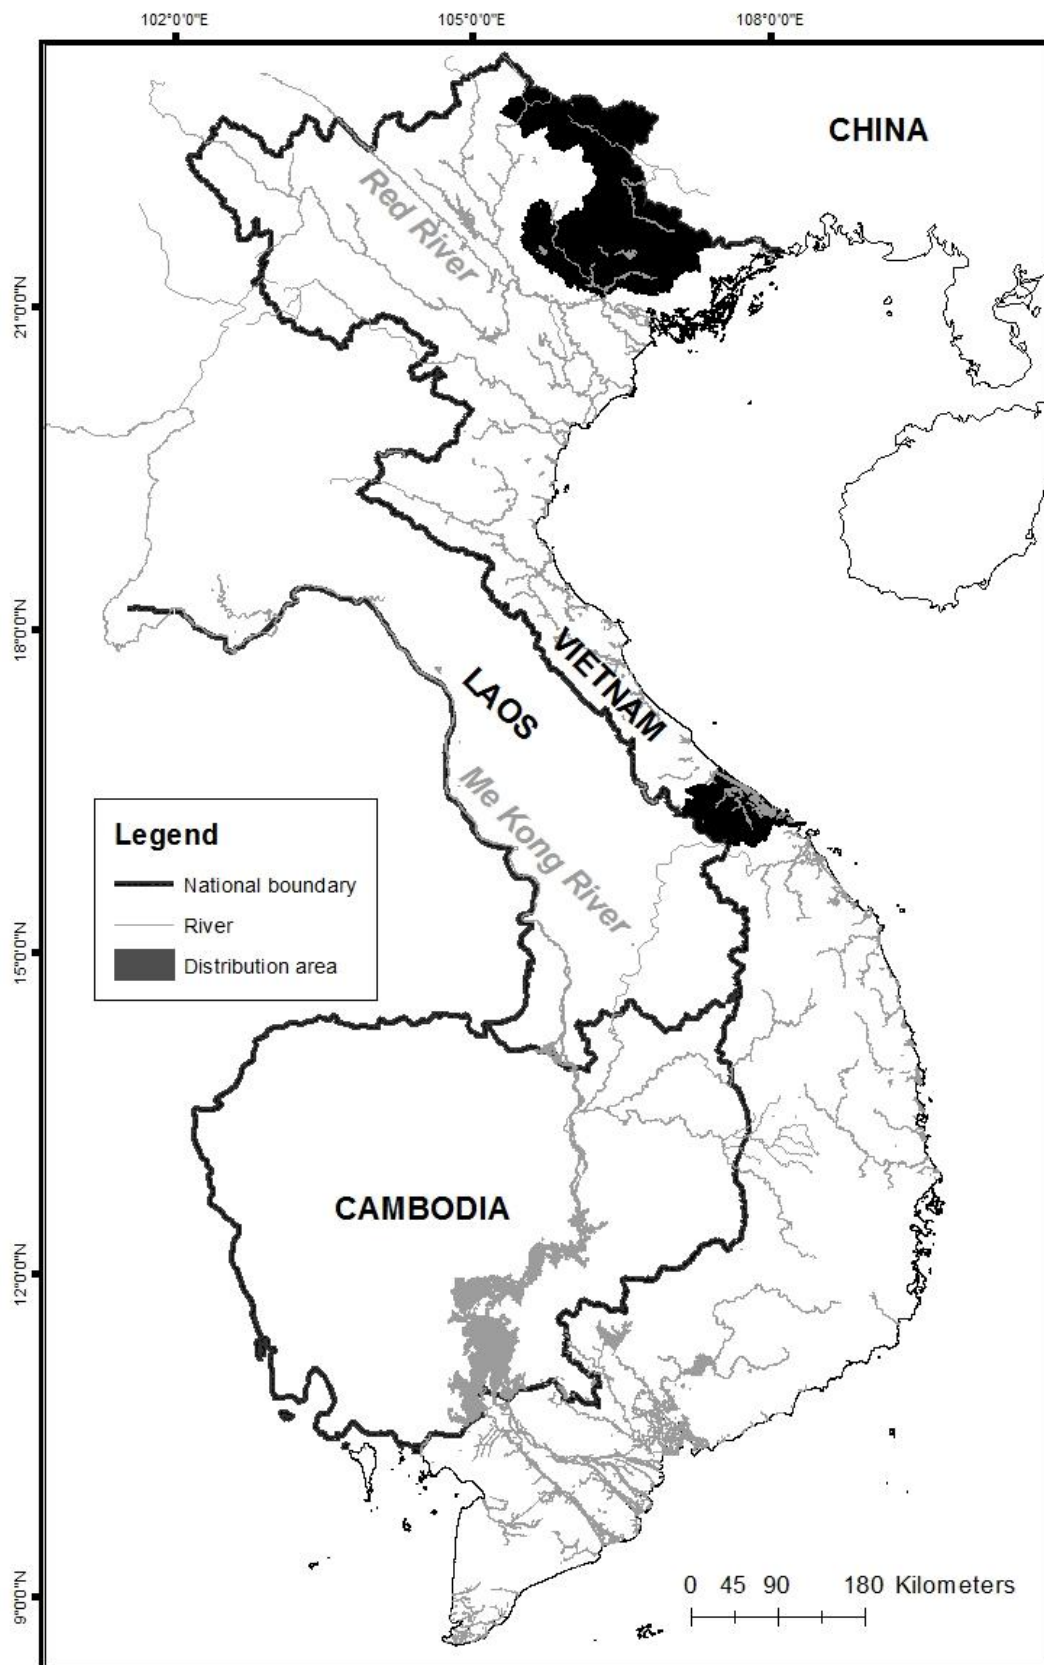 102°0'0"E 105°0'0"E 108°0'0"E
CHINA
Red River
21°0'0"N
18°0'0"N
VIETNAM
LAOS
Me Kong River
Legend
National boundary
River
Distribution area
15°0'0"N
CAMBODIA
12°0'0"N
0 45 90 180 Kilometers
9°0'0"N